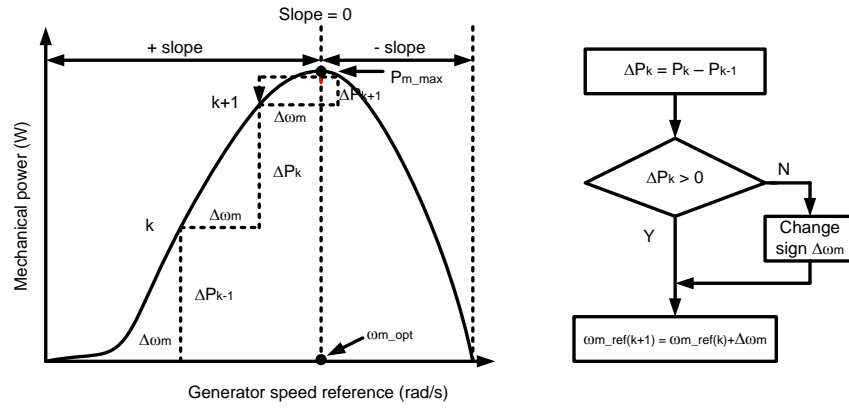 Slope = 0
+ slope
- slope
Pm_max
k+1
ΔPk+1
Δωm
ΔPk
Δωm
k
ΔPk-1
Δωm
ωm_opt
Mechanical power (W)
Generator speed reference (rad/s)
ΔPk = Pk – Pk-1
ΔPk > 0
N
Y
Change
sign Δωm
ωm_ref(k+1) = ωm_ref(k)+Δωm